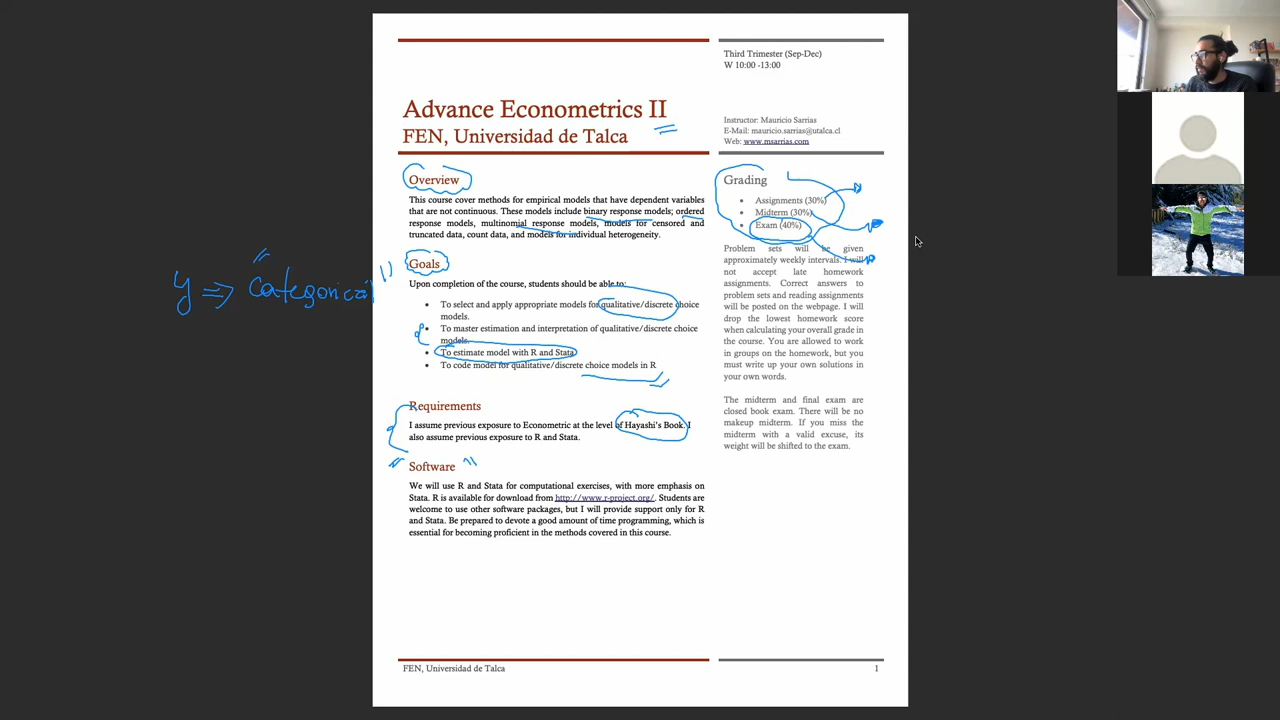 Third Trimester (Sep-Dec)
W 10:00 -13:00
Advance Econometrics II
FEN, Universidad de Talca
Instructor: Mauricio Sarrias
E-Mail: mauricio.sarrias@utalca.cl
Web: www.msarrias.com
Overview
This course cover methods for empirical models that have dependent variables
that are not continuous. These models include binary response models; ordered
response models, multinomial response models, models for censored and
truncated data, count data, and models for individual heterogeneity.
Goals
Upon completion of the course, students should be able to:
• To select and apply appropriate models for qualitative/discrete choice
models.
• To master estimation and interpretation of qualitative/discrete choice
models.
• To estimate model with R and Stata
• To code model for qualitative/discrete choice models in R
y ⇒ "Categorical"
Requirements
I assume previous exposure to Econometric at the level of Hayashi's Book. I
also assume previous exposure to R and Stata.
" Software "
We will use R and Stata for computational exercises, with more emphasis on
Stata. R is available for download from http://www.r-project.org/. Students are
welcome to use other software packages, but I will provide support only for R
and Stata. Be prepared to devote a good amount of time programming, which is
essential for becoming proficient in the methods covered in this course.
Grading
• Assignments (30%)
• Midterm (30%)
• Exam (40%)
Problem sets will be given
approximately weekly intervals. I will
not accept late homework
assignments. Correct answers to
problem sets and reading assignments
will be posted on the webpage. I will
drop the lowest homework score
when calculating your overall grade in
the course. You are allowed to work
in groups on the homework, but you
must write up your own solutions in
your own words.
The midterm and final exam are
closed book exam. There will be no
makeup midterm. If you miss the
midterm with a valid excuse, its
weight will be shifted to the exam.
FEN, Universidad de Talca
1